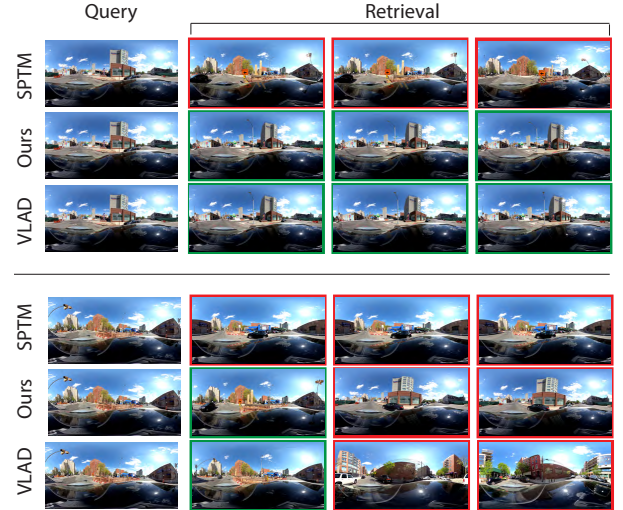 Query Retrieval
SPTM
Ours
VLAD
SPTM
Ours
VLAD